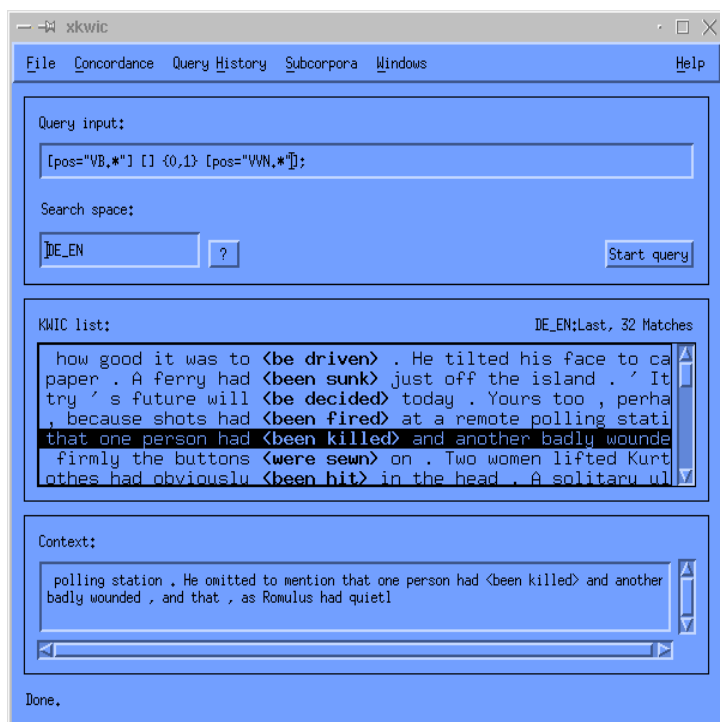 xkwic
File Concordance Query History Subcorpora Windows Help
Query input:
[pos="VB.*"] [] {0,1} [pos="VVN.*"];
Search space:
DE_EN ? Start query
KWIC list: DE_EN:Last, 32 Matches
how good it was to <be driven> . He tilted his face to ca
paper . A ferry had <been sunk> just off the island . ' It
try ' s future will <be decided> today . Yours too , perha
, because shots had <been fired> at a remote polling stati
that one person had <been killed> and another badly wounde
firmly the buttons <were sewn> on . Two women lifted Kurt
othes had obviously <been hit> in the head . A solitary ul
Context:
polling station . He omitted to mention that one person had <been killed> and another
badly wounded , and that , as Romulus had quietl
Done.